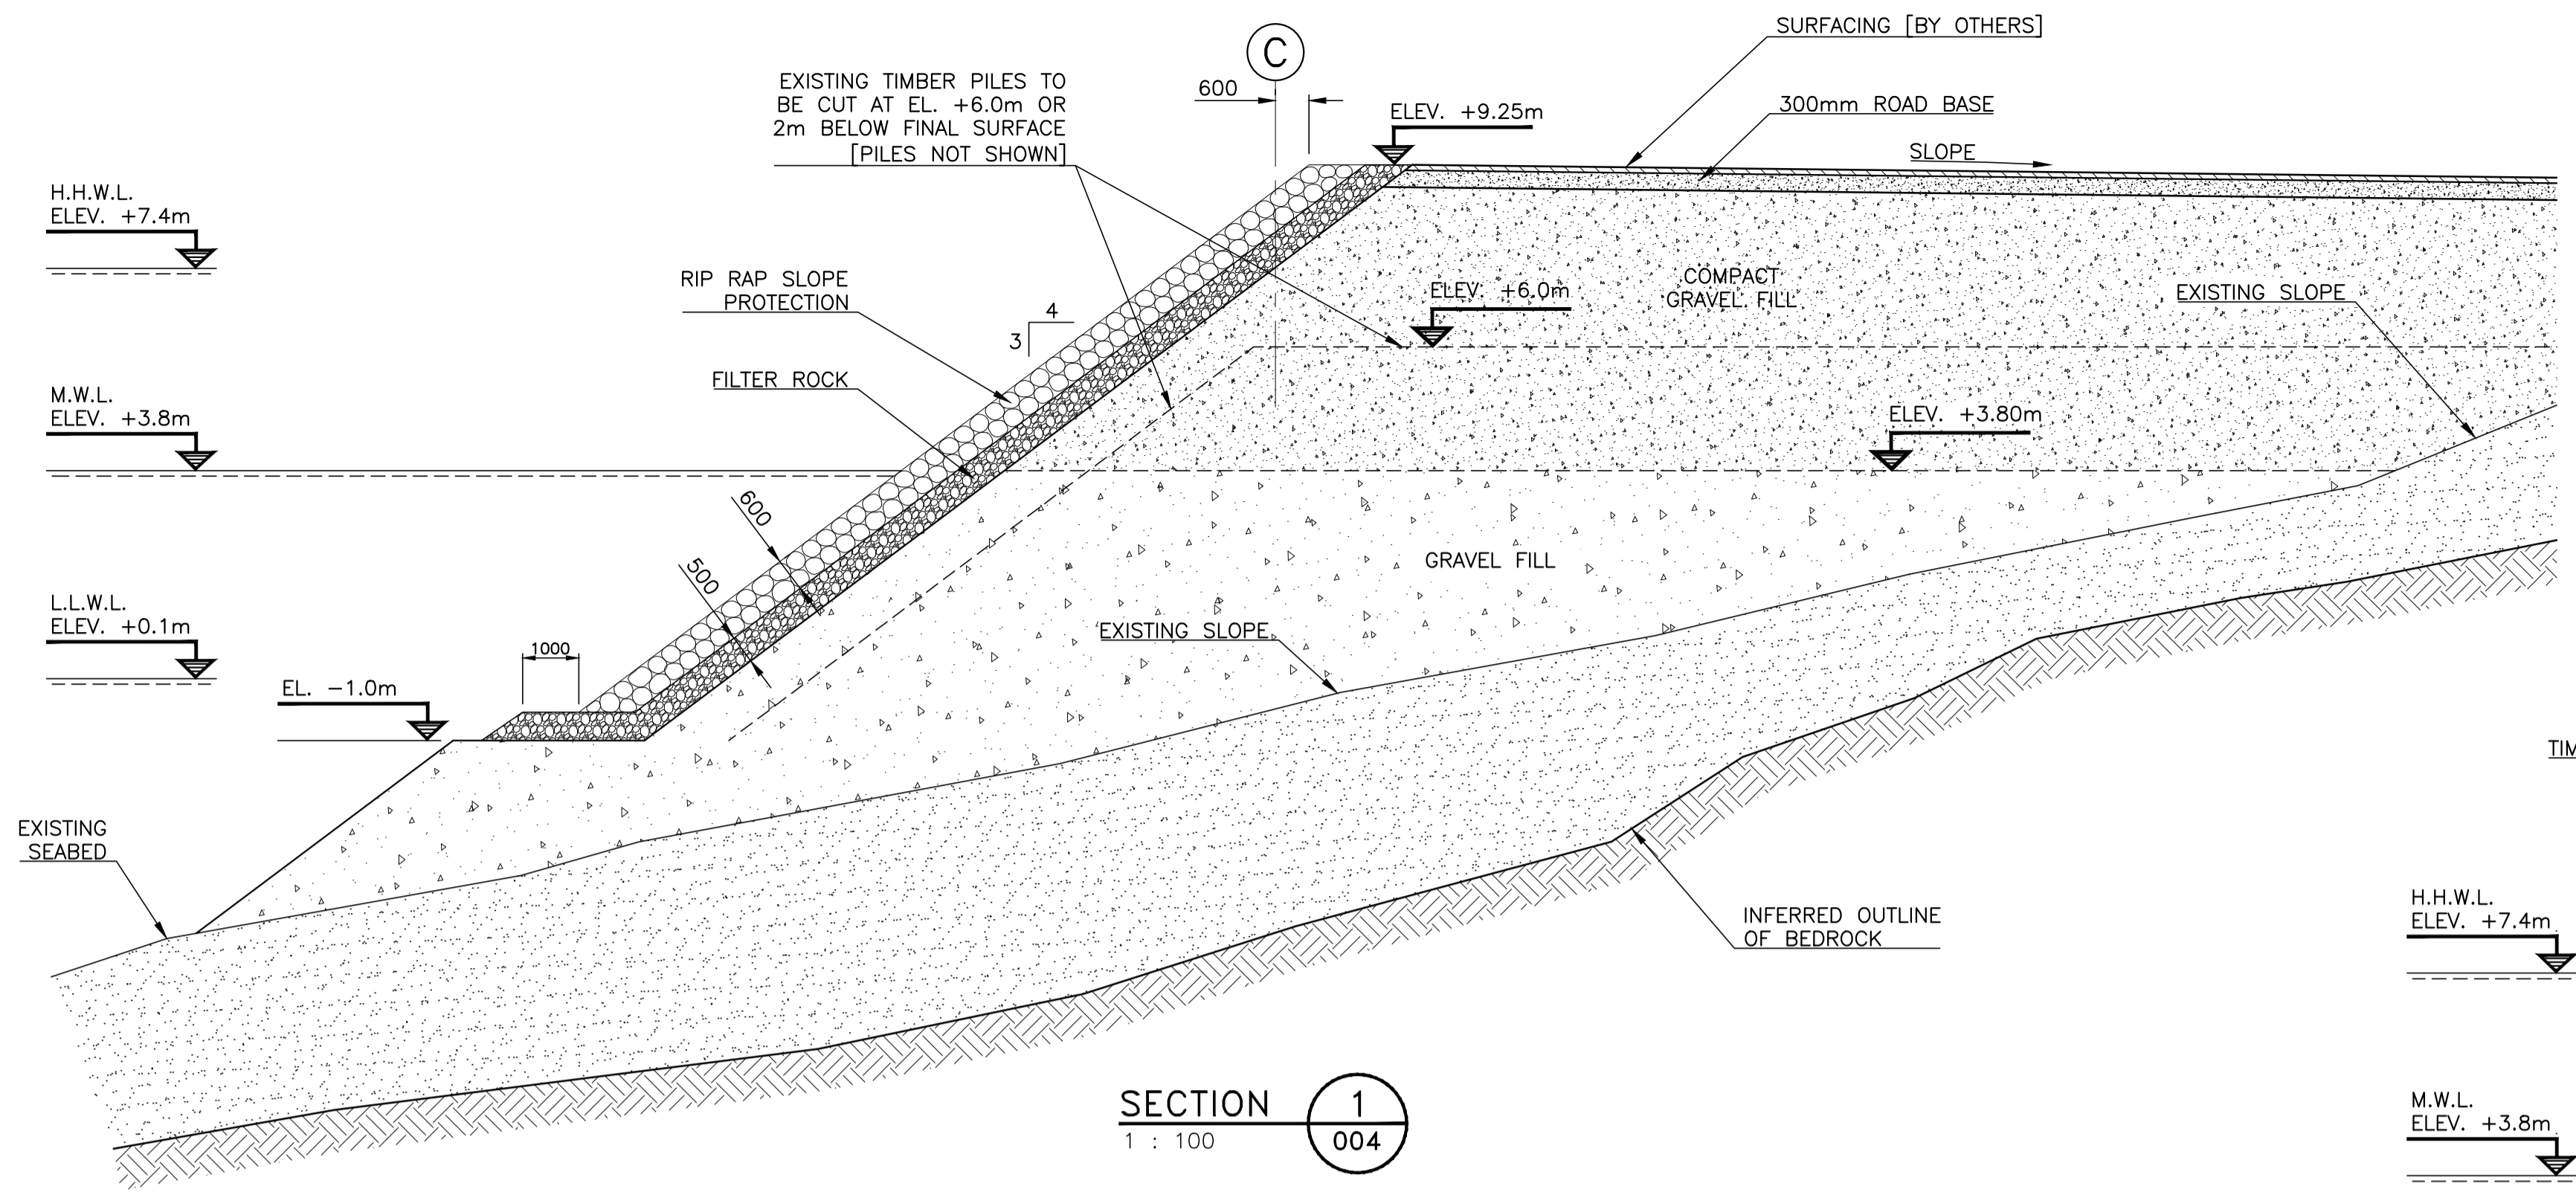 SURFACING [BY OTHERS]
C
EXISTING TIMBER PILES TO
BE CUT AT EL. +6.0m OR
2m BELOW FINAL SURFACE
[PILES NOT SHOWN]
600
ELEV. +9.25m
300mm ROAD BASE
SLOPE
H.H.W.L.
ELEV. +7.4m
RIP RAP SLOPE
PROTECTION
4
3
COMPACT
GRAVEL FILL
ELEV. +6.0m
EXISTING SLOPE
FILTER ROCK
M.W.L.
ELEV. +3.8m
ELEV. +3.80m
600
500
GRAVEL FILL
L.L.W.L.
ELEV. +0.1m
EXISTING SLOPE
1000
EL. -1.0m
EXISTING
SEABED
INFERRED OUTLINE
OF BEDROCK
H.H.W.L.
ELEV. +7.4m
SECTION
1 : 100
1
004
M.W.L.
ELEV. +3.8m